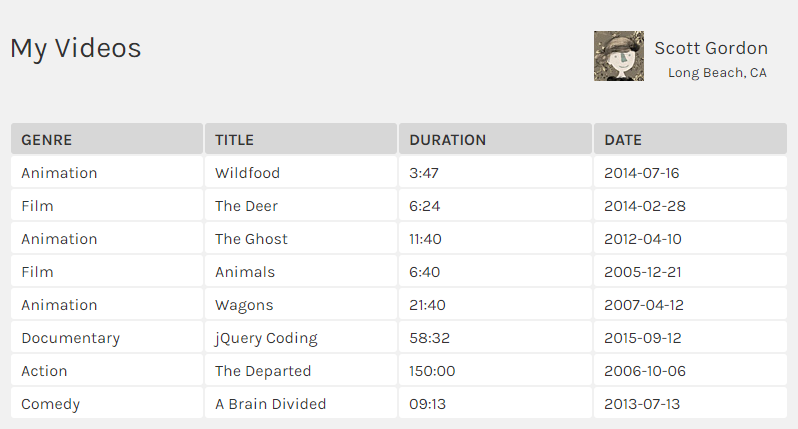 My Videos
Scott Gordon
Long Beach, CA
GENRE TITLE DURATION DATE
Animation Wildfood 3:47 2014-07-16
Film The Deer 6:24 2014-02-28
Animation The Ghost 11:40 2012-04-10
Film Animals 6:40 2005-12-21
Animation Wagons 21:40 2007-04-12
Documentary jQuery Coding 58:32 2015-09-12
Action The Departed 150:00 2006-10-06
Comedy A Brain Divided 09:13 2013-07-13